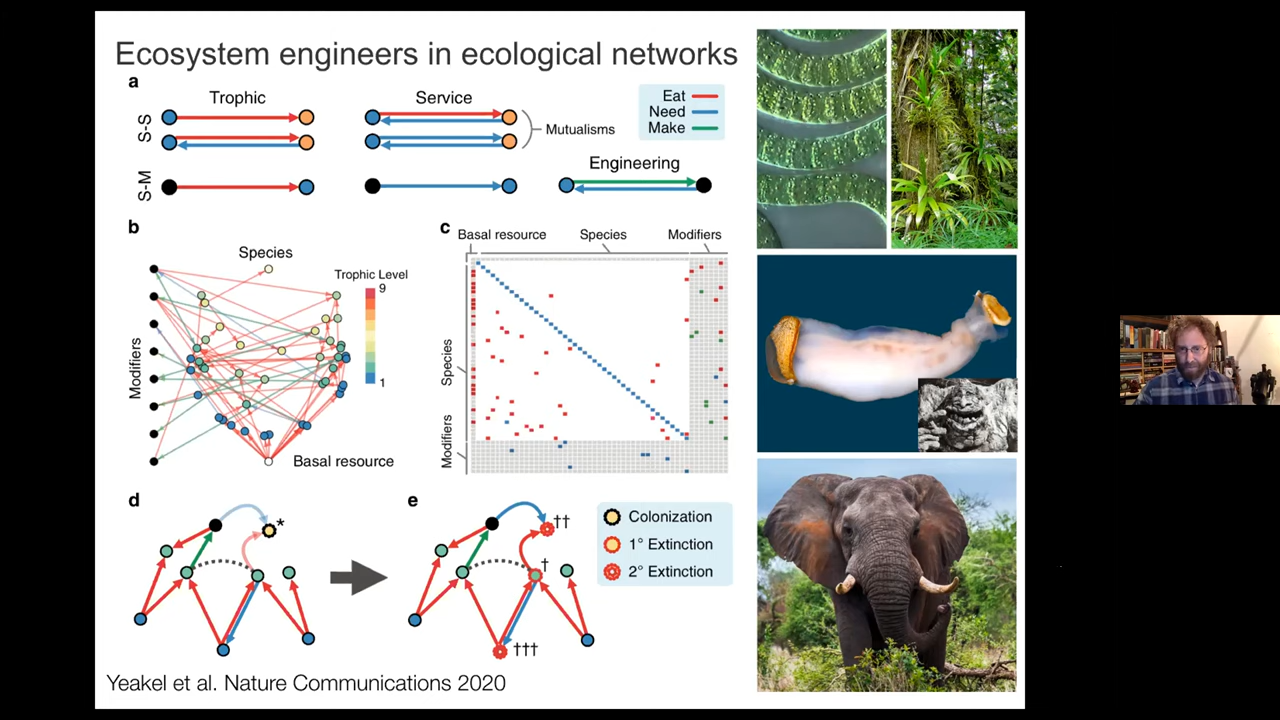 Ecosystem engineers in ecological networks
a
Trophic
Service
Eat
Need
Make
S-S
Mutualisms
Engineering
S-M
b
Species
Trophic Level
9
1
Modifiers
Basal resource
c
Basal resource
Species
Modifiers
Species
Modifiers
d
*
e
††
†
†††
Colonization
1° Extinction
2° Extinction
Yeakel et al. Nature Communications 2020